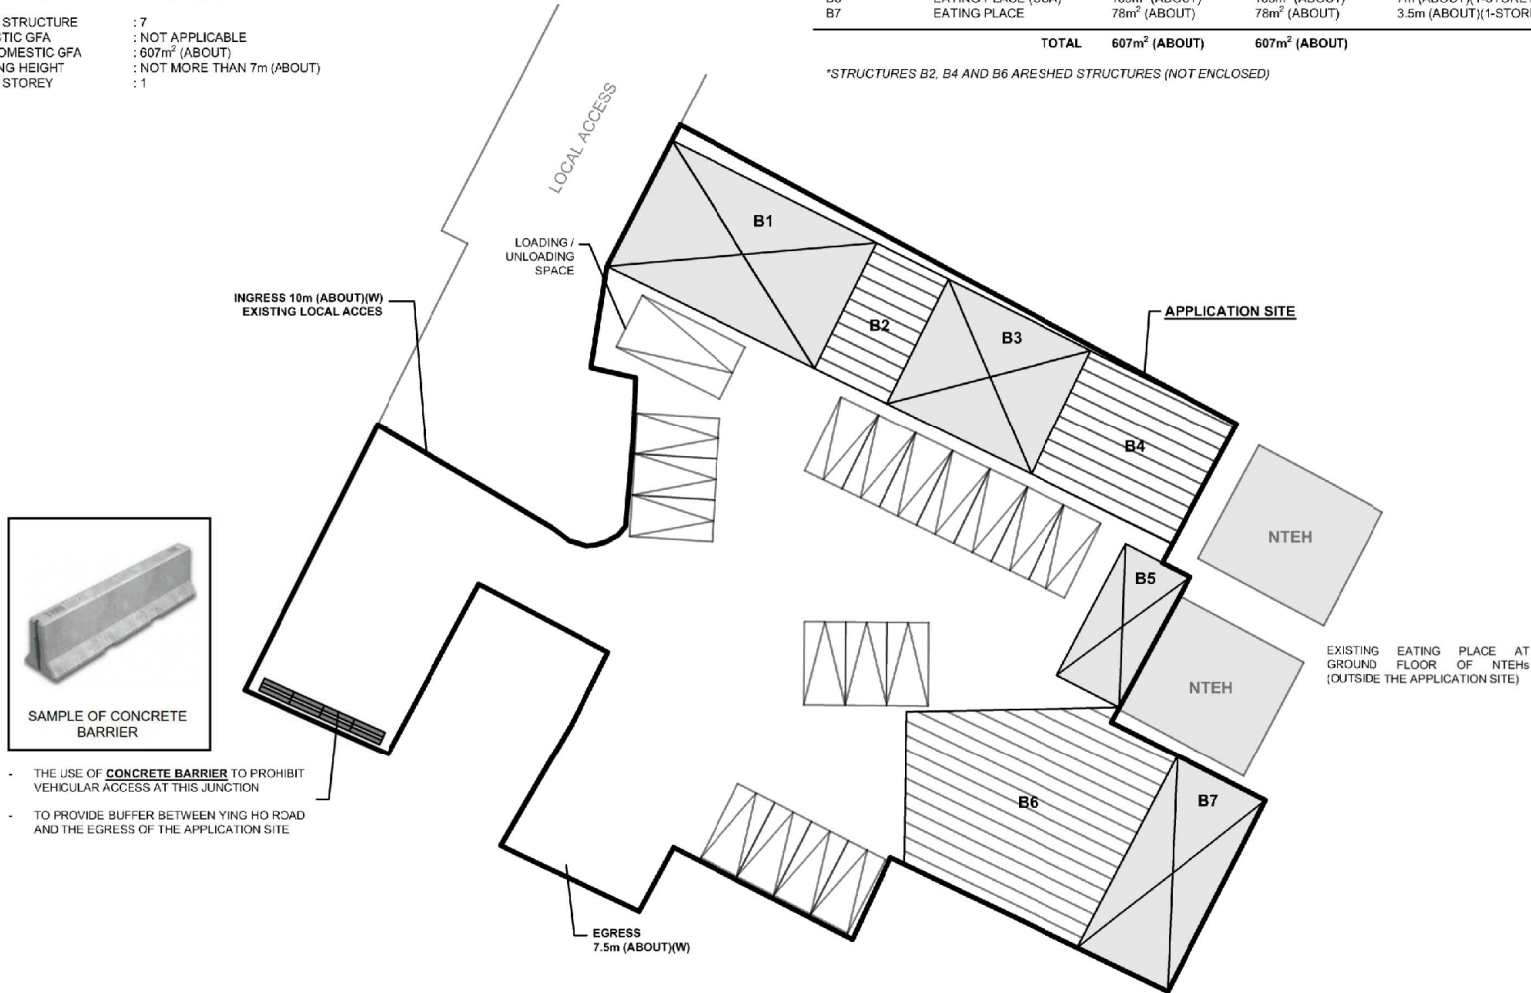 STRUCTURE : 7
STIC GFA : NOT APPLICABLE
OMESTIC GFA : 607m² (ABOUT)
NG HEIGHT : NOT MORE THAN 7m (ABOUT)
STOREY : 1
B7 EATING PLACE 78m² (ABOUT) 78m² (ABOUT) 3.5m (ABOUT)(1-STORE
TOTAL 607m² (ABOUT) 607m² (ABOUT)
*STRUCTURES B2, B4 AND B6 ARESHED STRUCTURES (NOT ENCLOSED)
LOCAL ACCESS
B1
LOADING /
UNLOADING
SPACE
INGRESS 10m (ABOUT)(W)
EXISTING LOCAL ACCES
B2
B3
APPLICATION SITE
B4
NTEH
B5
EXISTING EATING PLACE AT
GROUND FLOOR OF NTEHs
(OUTSIDE THE APPLICATION SITE)
NTEH
SAMPLE OF CONCRETE
BARRIER
- THE USE OF CONCRETE BARRIER TO PROHIBIT
VEHICULAR ACCESS AT THIS JUNCTION
- TO PROVIDE BUFFER BETWEEN YING HO ROAD
AND THE EGRESS OF THE APPLICATION SITE
B6
B7
EGRESS
7.5m (ABOUT)(W)